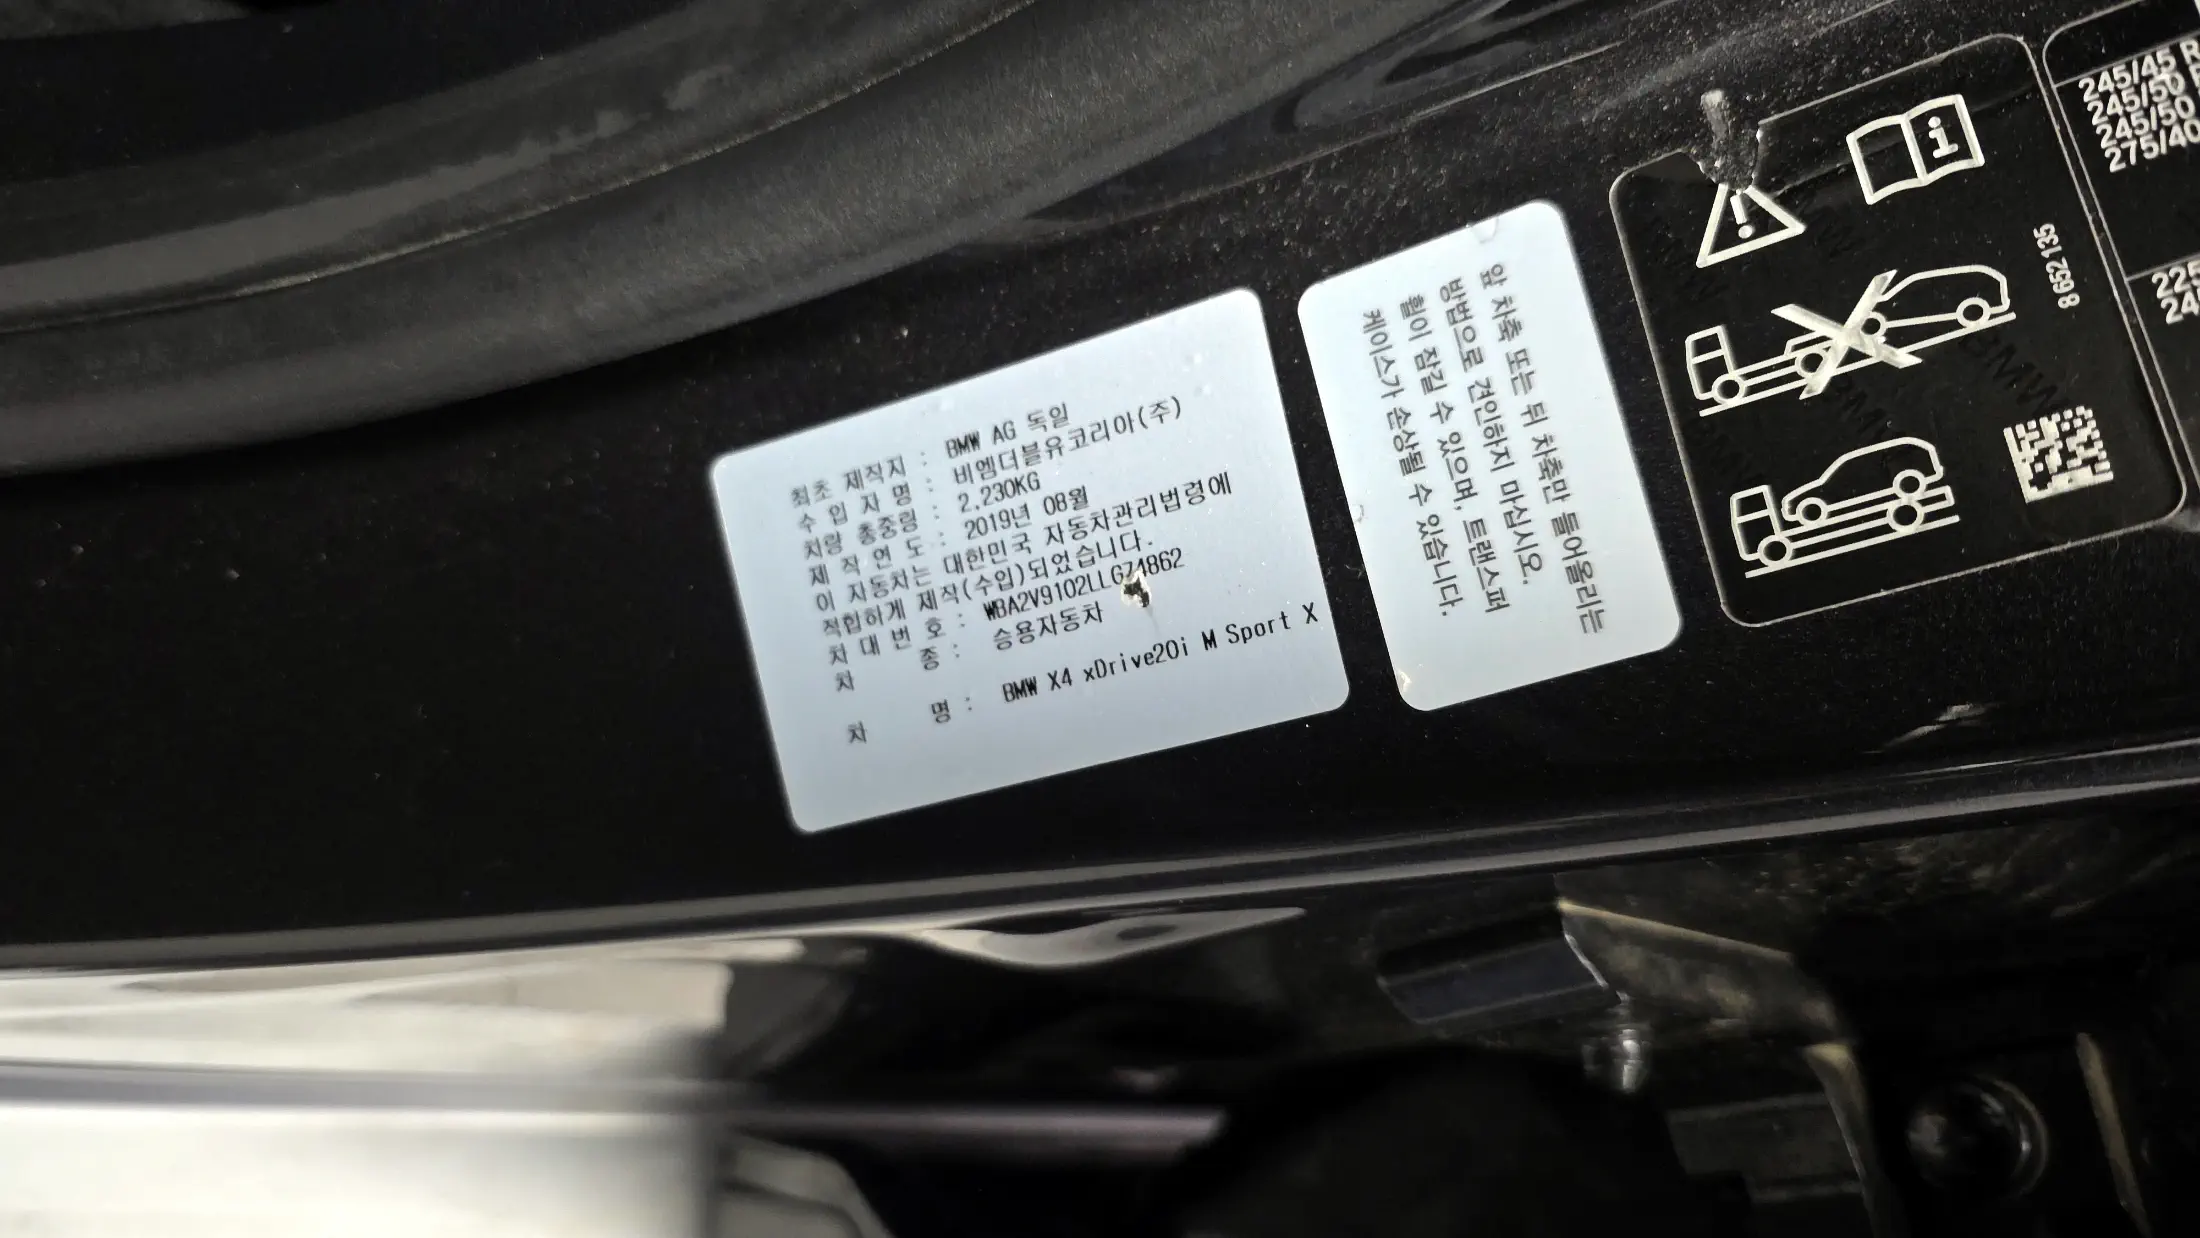 최초 제작지 : BMW AG 독일
수 입 자 명 : 비엠더블유코리아(주)
차량 총중량 : 2,230KG
제 작 연 도 : 2019년 08월
이 자동차는 대한민국 자동차관리법령에
적합하게 제작(수입)되었습니다.
차 대 번 호 : WBA2V9102LLG74862
차 종 : 승용자동차
차 명 : BMW X4 xDrive20i M Sport X
앞 차축 또는 뒤 차축만 들어올리는
방법으로 견인하지 마십시오.
휠이 잠길 수 있으며, 트랜스퍼
케이스가 손상될 수 있습니다.
8652135
245/45 R
245/50
245/50
275/40
225